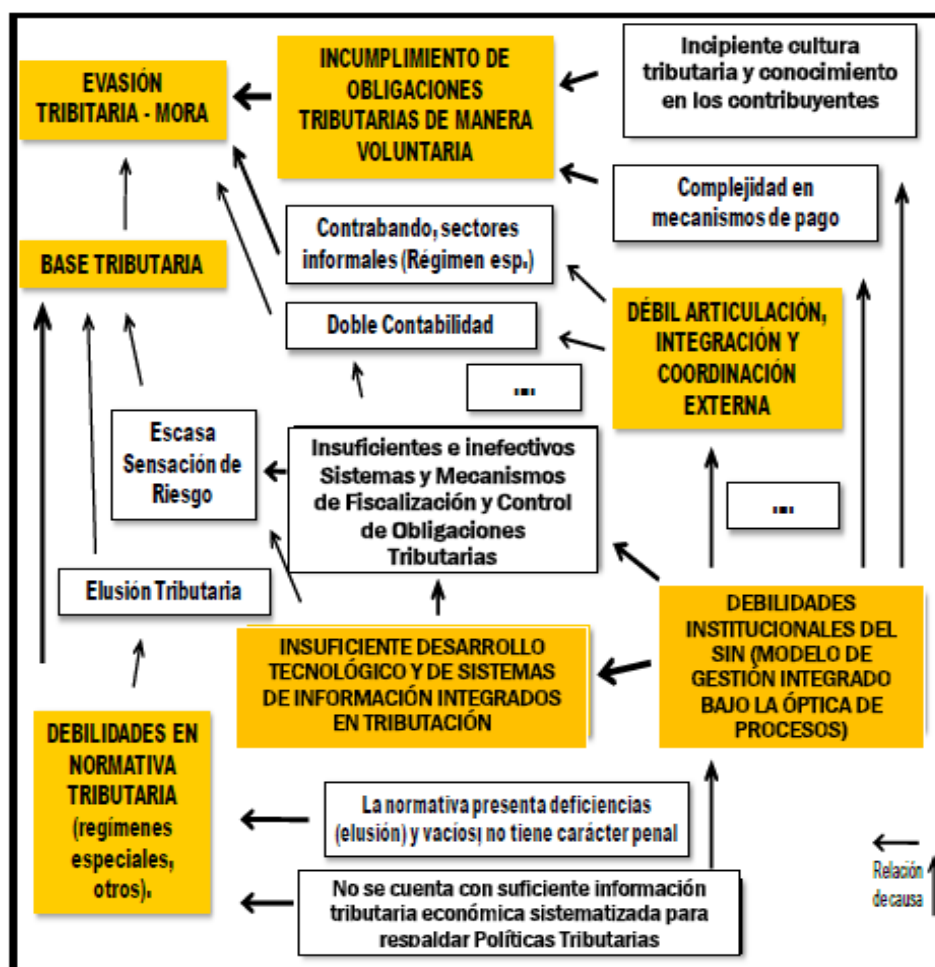 EVASIÓN
TRIBITARIA - MORA
INCUMPLIMIENTO DE
OBLIGACIONES
TRIBUTARIAS DE MANERA
VOLUNTARIA
Incipiente cultura
tributaria y conocimiento
en los contribuyentes
Complejidad en
mecanismos de pago
BASE TRIBUTARIA
Contrabando, sectores
informales (Régimen esp.)
Doble Contabilidad
DÉBIL ARTICULACIÓN,
INTEGRACIÓN Y
COORDINACIÓN
EXTERNA
....
Escasa
Sensación de
Riesgo
Insuficientes e inefectivos
Sistemas y Mecanismos
de Fiscalización y Control
de Obligaciones
Tributarias
....
Elusión Tributaria
INSUFICIENTE DESARROLLO
TECNOLÓGICO Y DE SISTEMAS
DE INFORMACIÓN INTEGRADOS
EN TRIBUTACIÓN
DEBILIDADES
INSTITUCIONALES DEL
SIN (MODELO DE
GESTIÓN INTEGRADO
BAJO LA ÓPTICA DE
PROCESOS)
DEBILIDADES EN
NORMATIVA
TRIBUTARIA
(regímenes
especiales,
otros).
La normativa presenta deficiencias
(elusión) y vacíos; no tiene carácter penal
No se cuenta con suficiente información
tributaria económica sistematizada para
respaldar Políticas Tributarias
Relación
de causa